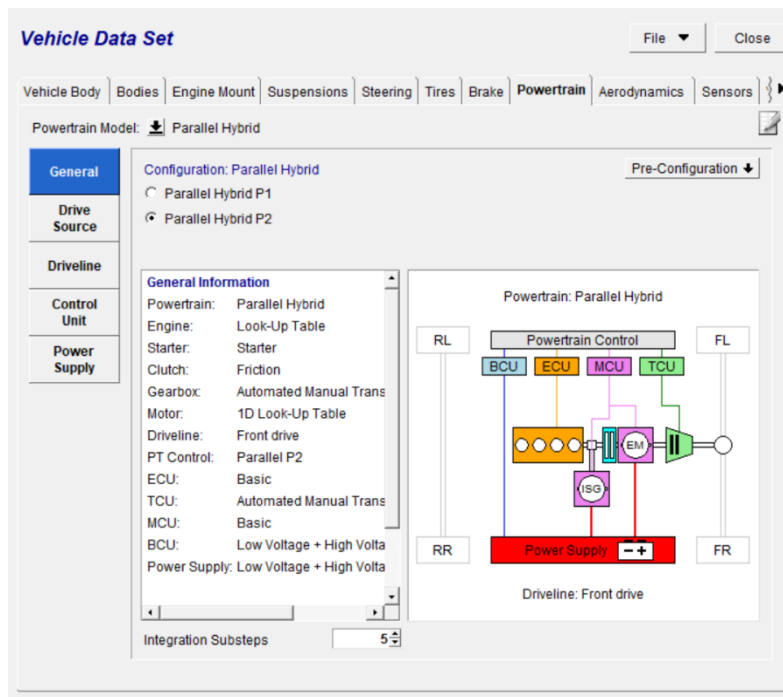 Vehicle Data Set
File
Close
Vehicle Body
Bodies
Engine Mount
Suspensions
Steering
Tires
Brake
Powertrain
Aerodynamics
Sensors
Powertrain Model: Parallel Hybrid
General
Drive
Source
Driveline
Control
Unit
Power
Supply
Configuration: Parallel Hybrid
Pre-Configuration
Parallel Hybrid P1
Parallel Hybrid P2
General Information
Powertrain: Parallel Hybrid
Engine: Look-Up Table
Starter: Starter
Clutch: Friction
Gearbox: Automated Manual Trans
Motor: 1D Look-Up Table
Driveline: Front drive
PT Control: Parallel P2
ECU: Basic
TCU: Automated Manual Trans
MCU: Basic
BCU: Low Voltage + High Volta
Power Supply: Low Voltage + High Volta
Integration Substeps 5
Powertrain: Parallel Hybrid
RL
Powertrain Control
FL
BCU ECU MCU TCU
EM
ISG
RR
Power Supply
- +
FR
Driveline: Front drive